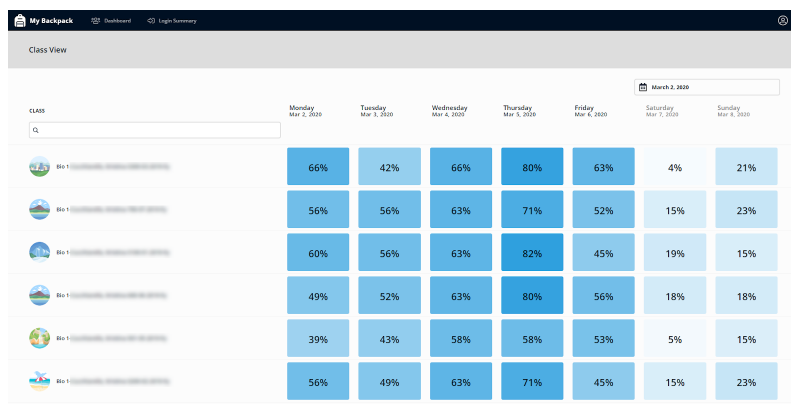 My Backpack Dashboard Login Summary
Class View
March 2, 2020
CLASS Monday Tuesday Wednesday Thursday Friday Saturday Sunday
Mar 2, 2020 Mar 3, 2020 Mar 4, 2020 Mar 5, 2020 Mar 6, 2020 Mar 7, 2020 Mar 8, 2020
Bio 1 66% 42% 66% 80% 63% 4% 21%
Bio 1 56% 56% 63% 71% 52% 15% 23%
Bio 1 60% 56% 63% 82% 45% 19% 15%
Bio 1 49% 52% 63% 80% 56% 18% 18%
Bio 1 39% 43% 58% 58% 53% 5% 15%
Bio 1 56% 49% 63% 71% 45% 15% 23%